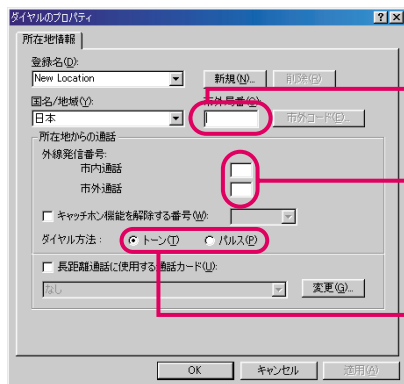 ダイヤルのプロパティ
所在地情報
登録名(D):
New Location 新規(N)... 削除(R)
国名/地域(Y): 市外局番(O):
日本 市外コード(E)...
所在地からの通話
外線発信番号:
市内通話
市外通話
キャッチホン機能を解除する番号(W):
ダイヤル方法: トーン(T) パルス(P)
長距離通話に使用する通話カード(U):
なし 変更(G)...
OK キャンセル 適用(A)